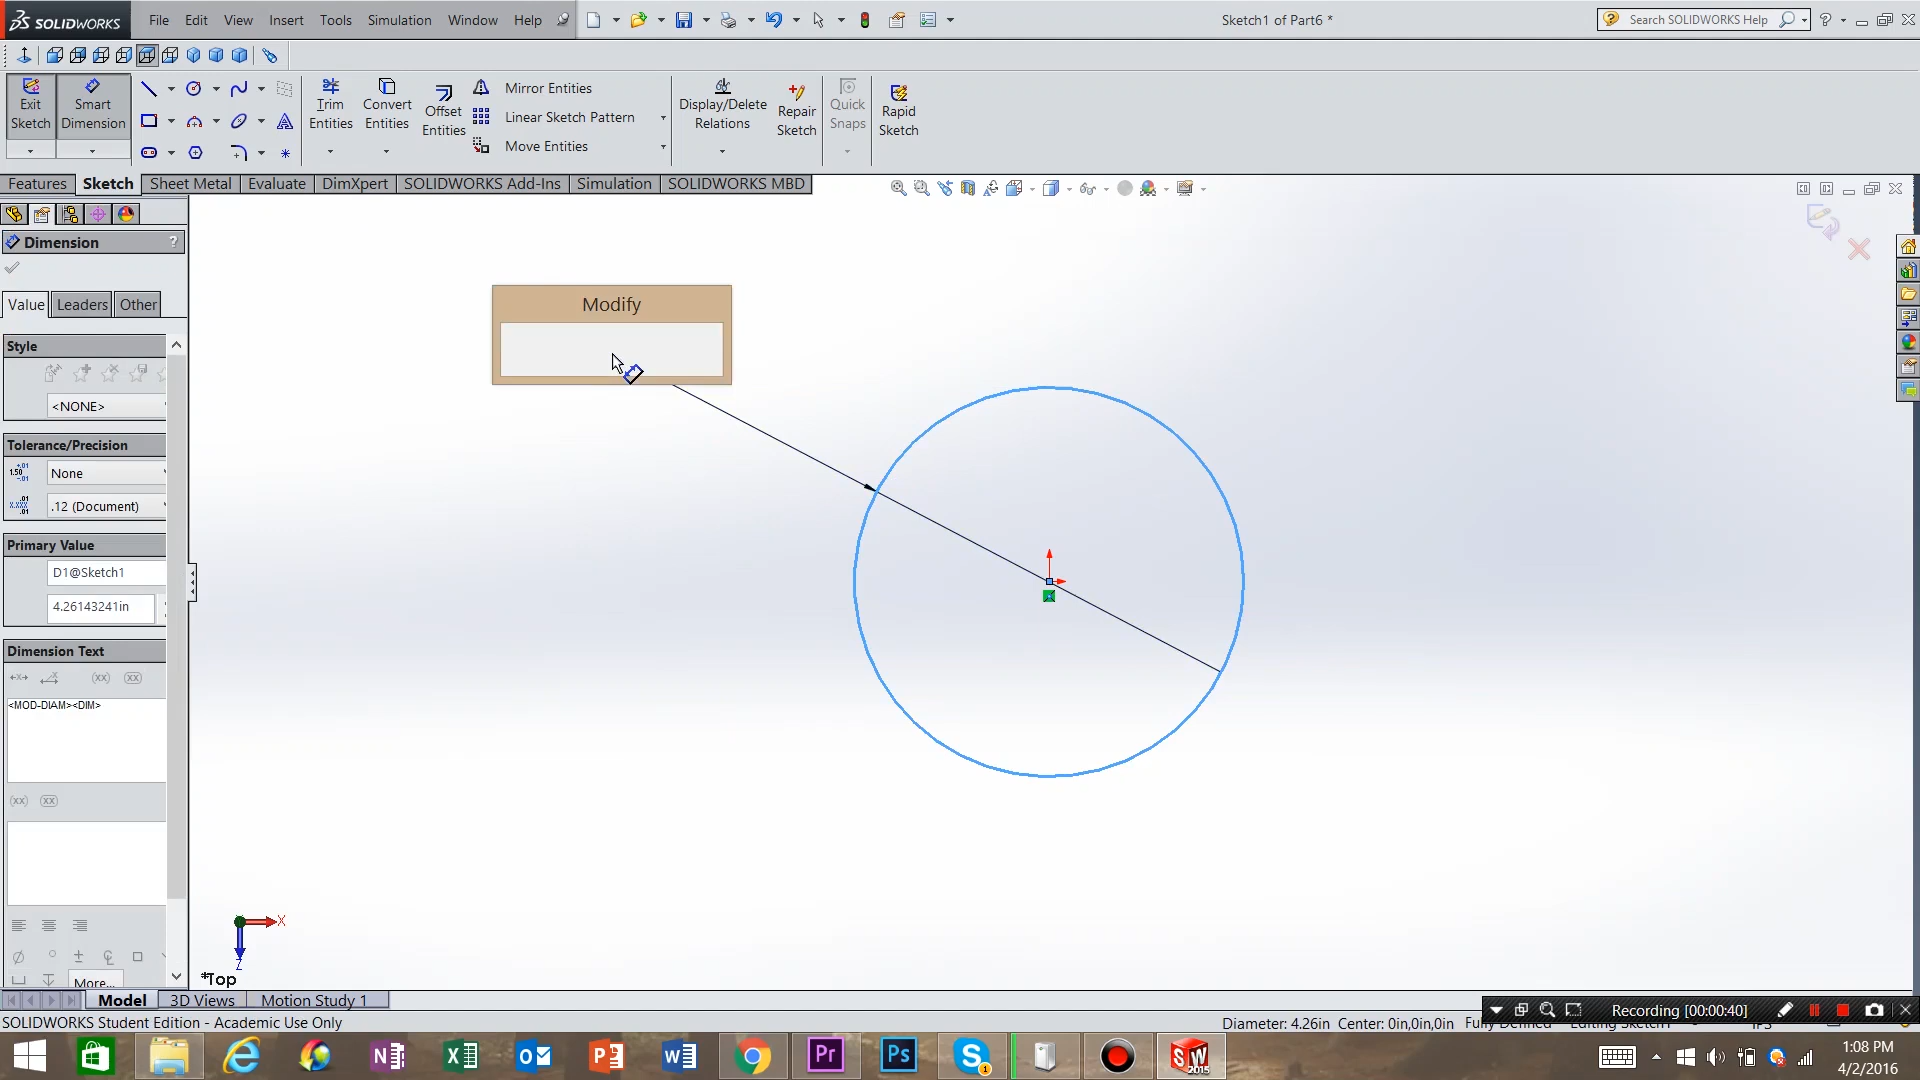 SOLIDWORKS File Edit View Insert Tools Simulation Window Help Sketch1 of Part6 * Search SOLIDWORKS Help ?
Exit Sketch
Smart Dimension
Trim Entities
Convert Entities
Offset Entities
Mirror Entities
Linear Sketch Pattern
Move Entities
Display/Delete Relations
Repair Sketch
Quick Snaps
Rapid Sketch
Features Sketch Sheet Metal Evaluate DimXpert SOLIDWORKS Add-Ins Simulation SOLIDWORKS MBD
Dimension ?
Value Leaders Other
Style
<NONE>
Tolerance/Precision
None
.12 (Document)
Primary Value
D1@Sketch1
4.26143241in
Dimension Text
<MOD-DIAM><DIM>
More...
Modify
X
Z
*Top
Model 3D Views Motion Study 1
Recording [00:00:40]
SOLIDWORKS Student Edition - Academic Use Only
Diameter: 4.26in Center: 0in,0in,0in Fully Defined Editing Sketch1 IPS
1:08 PM
4/2/2016